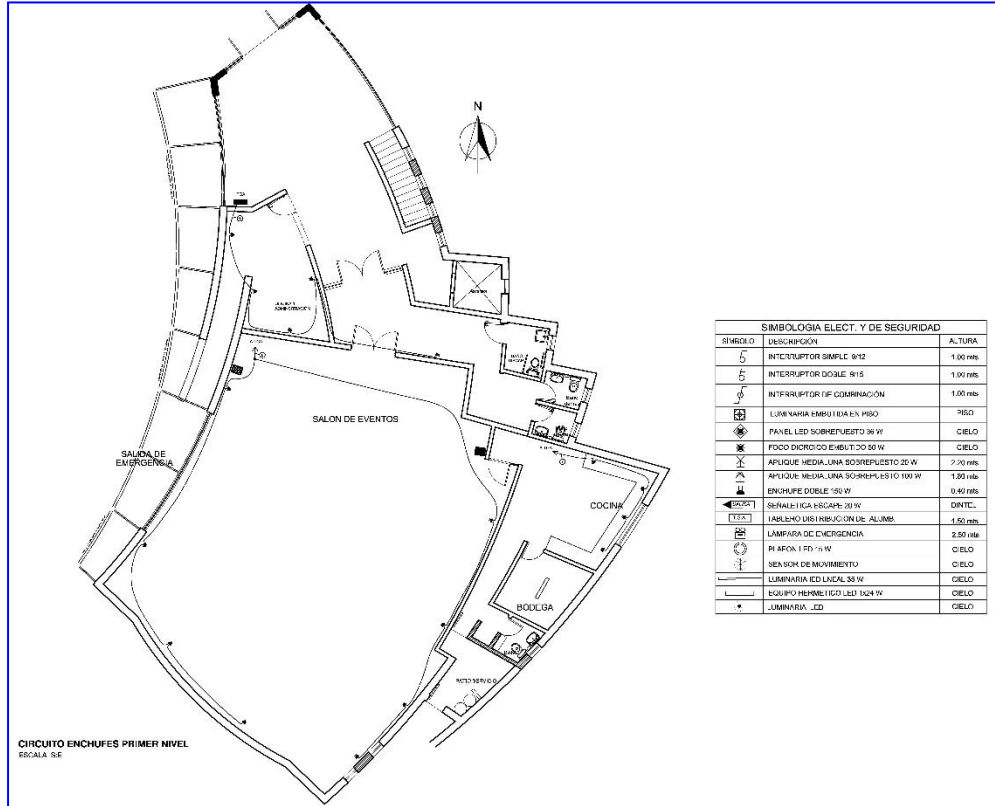 N
SALON DE EVENTOS
SALIDA DE
EMERGENCIA
COCINA
BODEGA
PATIO SERVICIO
CIRCUITO ENCHUFES PRIMER NIVEL
ESCALA S:E
SIMBOLOGIA ELECT. Y DE SEGURIDAD
SÍMBOLO DESCRIPCIÓN ALTURA
INTERRUPTOR SIMPLE 9/12 1.00 mts
INTERRUPTOR DOBLE 9/15 1.00 mts
INTERRUPTOR DE COMBINACIÓN 1.00 mts
LUMINARIA EMBUTIDA EN PISO PISO
PANEL LED SOBREPUESTO 36 W CIELO
FOCO DICROICO EMBUTIDO 50 W CIELO
APLIQUE MEDIALUNA SOBREPUESTO 20 W 2.20 mts
APLIQUE MEDIALUNA SOBREPUESTO 100 W 1.80 mts
ENCHUFE DOBLE 150 W 0.40 mts
SALIDA SEÑALETICA ESCAPE 20 W DINTEL
T.D.A. TABLERO DISTRIBUCION DE ALUMB. 1.50 mts
LAMPARA DE EMERGENCIA 2.50 mts
PLAFON LED 15 W CIELO
SENSOR DE MOVIMIENTO CIELO
LUMINARIA LED LINEAL 36 W CIELO
EQUIPO HERMETICO LED 1x24 W CIELO
LUMINARIA LED CIELO